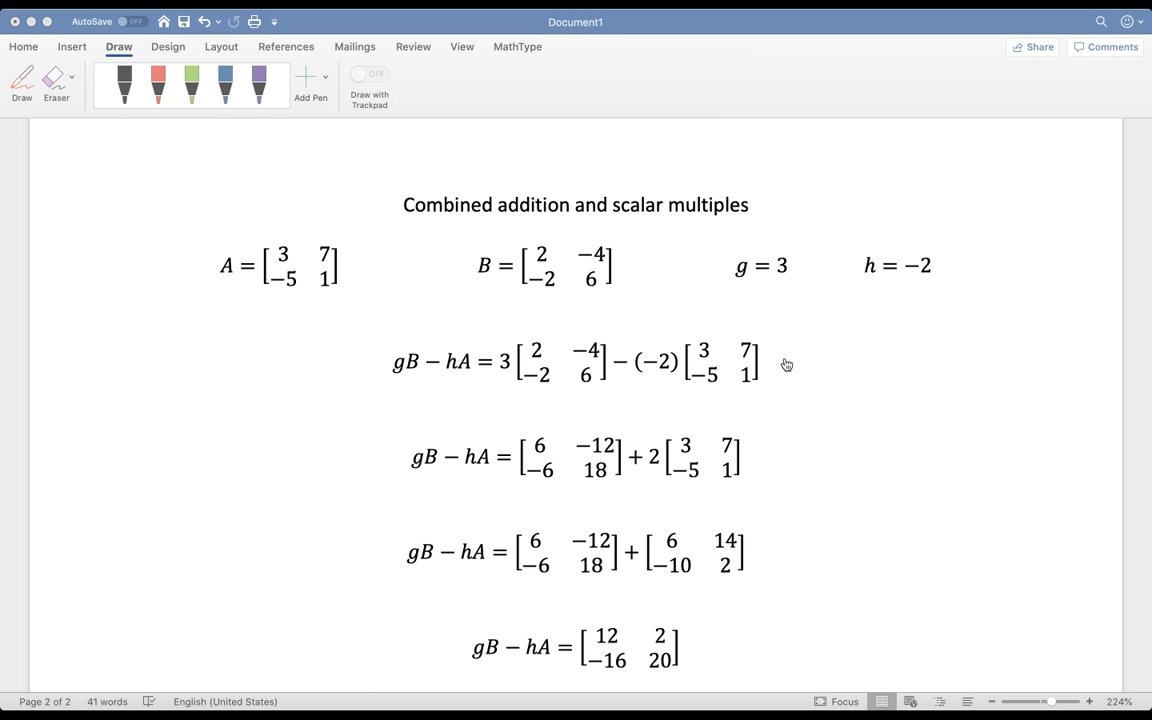 AutoSave OFF Document1
Home Insert Draw Design Layout References Mailings Review View MathType Share Comments
Draw Eraser Add Pen OFF Draw with
Trackpad
Combined addition and scalar multiples
A = [3 7; −5 1] B = [2 −4; −2 6] g = 3 h = −2
gB − hA = 3 [2 −4; −2 6] − (−2) [3 7; −5 1]
gB − hA = [6 −12; −6 18] + 2 [3 7; −5 1]
gB − hA = [6 −12; −6 18] + [6 14; −10 2]
gB − hA = [12 2; −16 20]
Page 2 of 2 41 words English (United States) Focus 224%